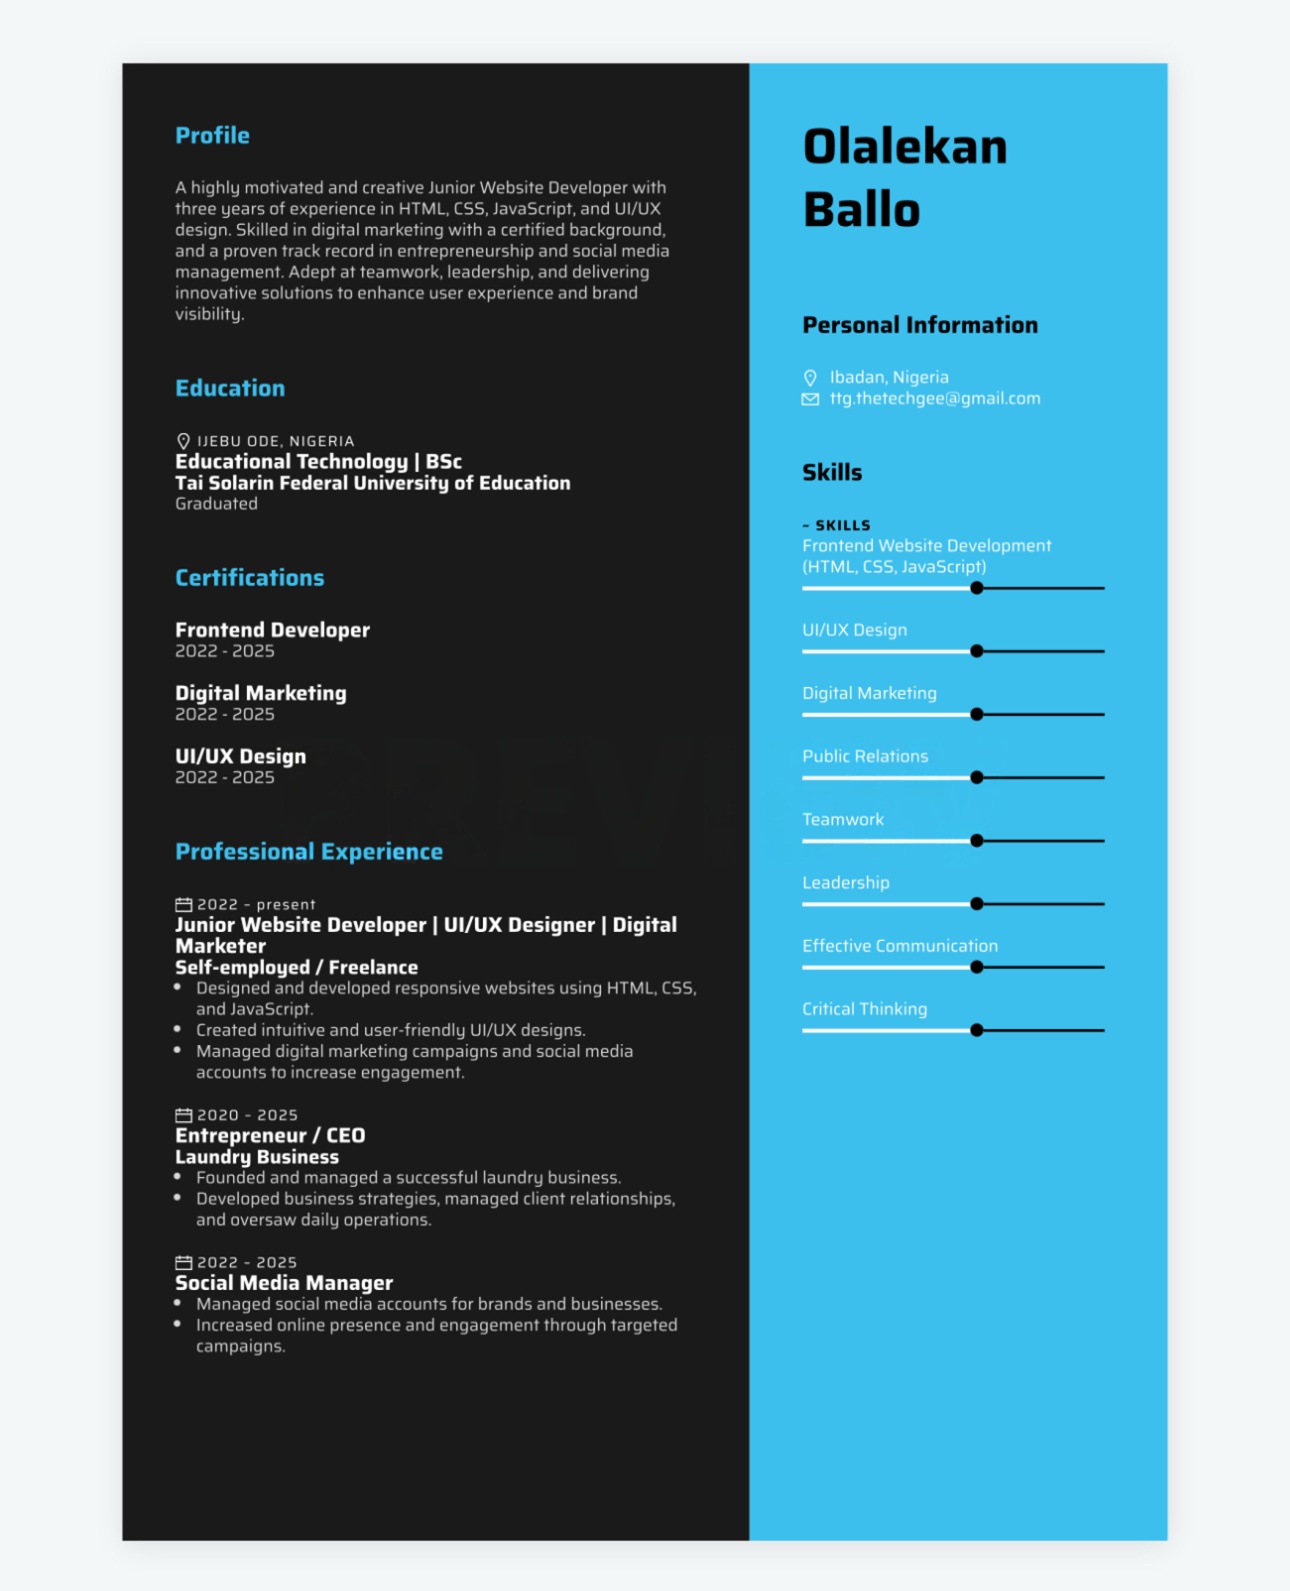 Profile
A highly motivated and creative Junior Website Developer with
three years of experience in HTML, CSS, JavaScript, and UI/UX
design. Skilled in digital marketing with a certified background,
and a proven track record in entrepreneurship and social media
management. Adept at teamwork, leadership, and delivering
innovative solutions to enhance user experience and brand
visibility.
Education
IJEBU ODE, NIGERIA
Educational Technology | BSc
Tai Solarin Federal University of Education
Graduated
Certifications
Frontend Developer
2022 - 2025
Digital Marketing
2022 - 2025
UI/UX Design
2022 - 2025
Professional Experience
2022 - present
Junior Website Developer | UI/UX Designer | Digital
Marketer
Self-employed / Freelance
• Designed and developed responsive websites using HTML, CSS,
and JavaScript.
• Created intuitive and user-friendly UI/UX designs.
• Managed digital marketing campaigns and social media
accounts to increase engagement.
2020 - 2025
Entrepreneur / CEO
Laundry Business
• Founded and managed a successful laundry business.
• Developed business strategies, managed client relationships,
and oversaw daily operations.
2022 - 2025
Social Media Manager
• Managed social media accounts for brands and businesses.
• Increased online presence and engagement through targeted
campaigns.
Olalekan
Ballo
Personal Information
Ibadan, Nigeria
ttg.thetechgee@gmail.com
Skills
~ SKILLS
Frontend Website Development
(HTML, CSS, JavaScript)
UI/UX Design
Digital Marketing
Public Relations
Teamwork
Leadership
Effective Communication
Critical Thinking